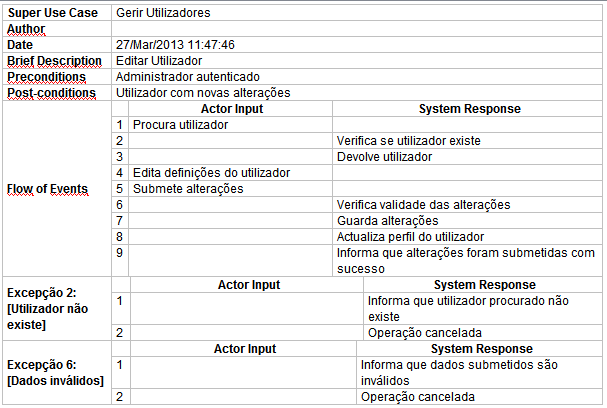 Super Use Case Gerir Utilizadores
Author
Date 27/Mar/2013 11:47:46
Brief Description Editar Utilizador
Preconditions Administrador autenticado
Post-conditions Utilizador com novas alterações
Flow of Events
Actor Input System Response
1 Procura utilizador
2 Verifica se utilizador existe
3 Devolve utilizador
4 Edita definições do utilizador
5 Submete alterações
6 Verifica validade das alterações
7 Guarda alterações
8 Actualiza perfil do utilizador
9 Informa que alterações foram submetidas com
sucesso
Excepção 2:
[Utilizador não
existe]
Actor Input System Response
1 Informa que utilizador procurado não
existe
2 Operação cancelada
Excepção 6:
[Dados inválidos]
Actor Input System Response
1 Informa que dados submetidos são
inválidos
2 Operação cancelada